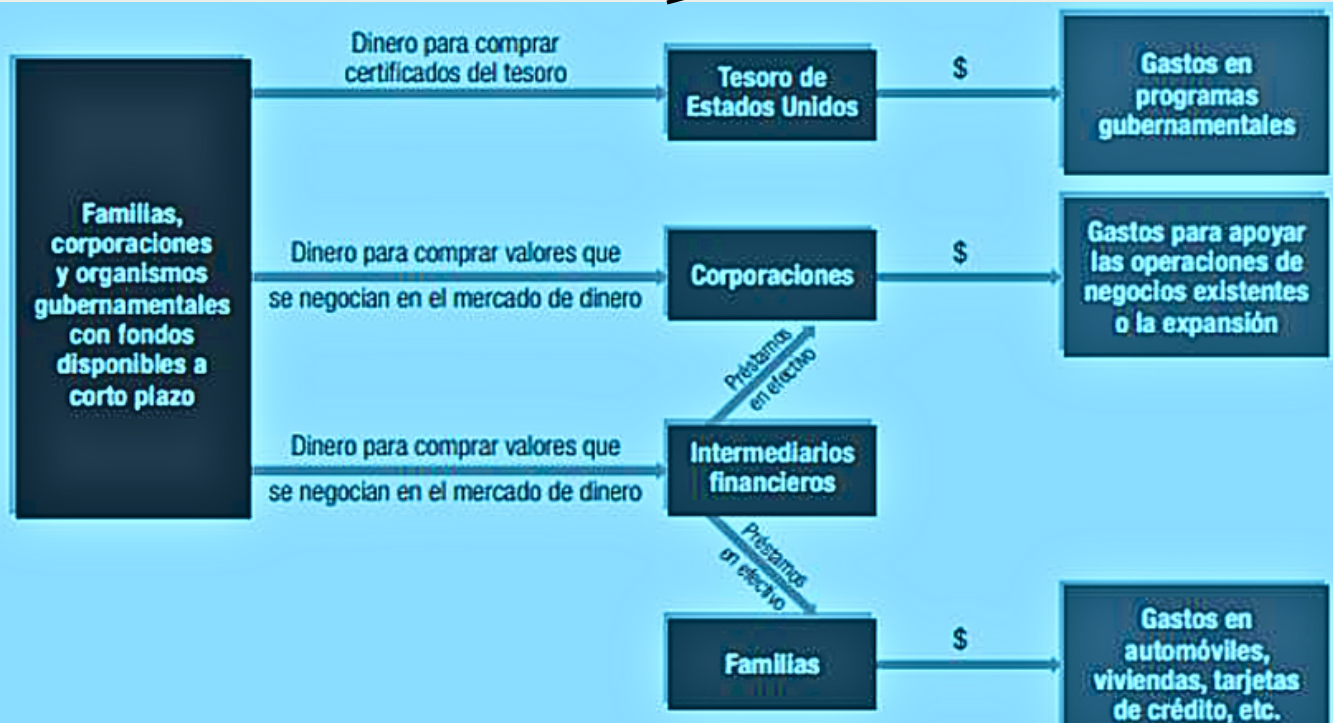 Dinero para comprar
certificados del tesoro
Tesoro de
Estados Unidos
$
Gastos en
programas
gubernamentales
Familias,
corporaciones
y organismos
gubernamentales
con fondos
disponibles a
corto plazo
Dinero para comprar valores que
se negocian en el mercado de dinero
Corporaciones
$
Gastos para apoyar
las operaciones de
negocios existentes
o la expansión
Préstamos
en efectivo
Dinero para comprar valores que
se negocian en el mercado de dinero
Intermediarios
financieros
Préstamos
en efectivo
Familias
$
Gastos en
automóviles,
viviendas, tarjetas
de crédito, etc.